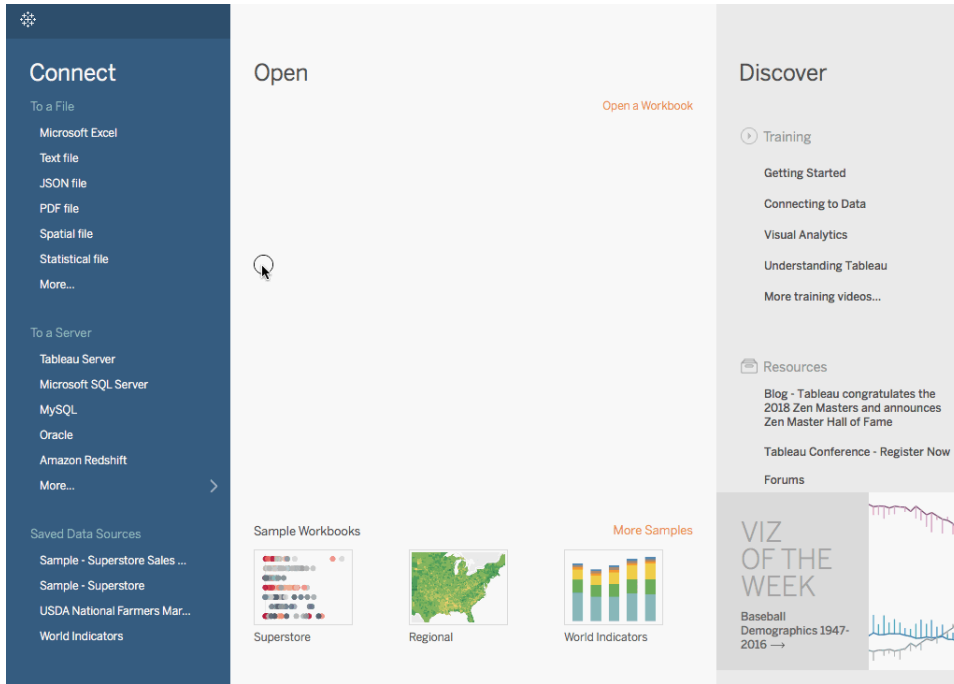 Connect
To a File
Microsoft Excel
Text file
JSON file
PDF file
Spatial file
Statistical file
More...
To a Server
Tableau Server
Microsoft SQL Server
MySQL
Oracle
Amazon Redshift
More...
Saved Data Sources
Sample - Superstore Sales ...
Sample - Superstore
USDA National Farmers Mar...
World Indicators
Open
Open a Workbook
Sample Workbooks
More Samples
Superstore
Regional
World Indicators
Discover
Training
Getting Started
Connecting to Data
Visual Analytics
Understanding Tableau
More training videos...
Resources
Blog - Tableau congratulates the
2018 Zen Masters and announces
Zen Master Hall of Fame
Tableau Conference - Register Now
Forums
VIZ
OF THE
WEEK
Baseball
Demographics 1947-
2016 →